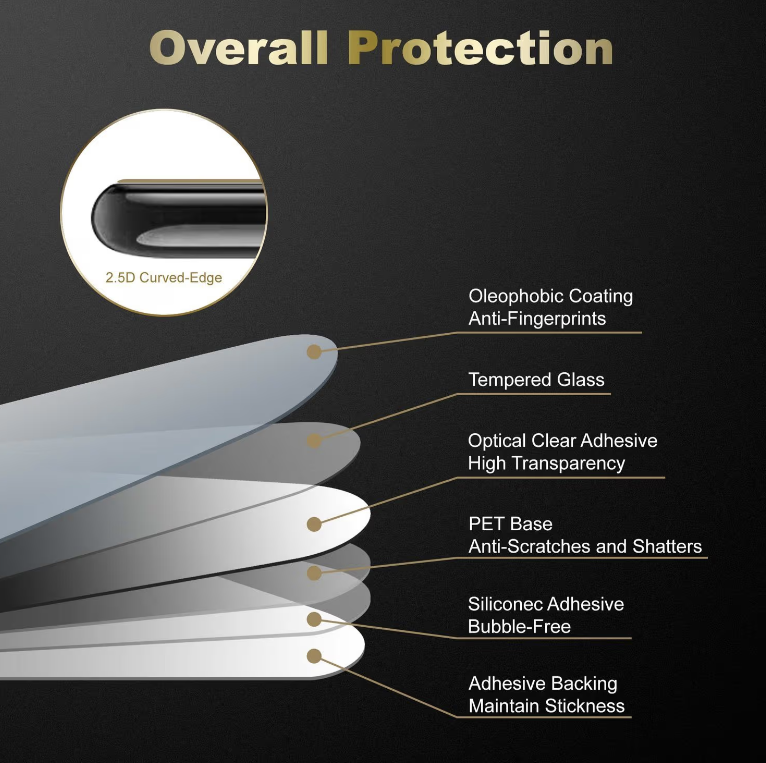 Overall Protection
2.5D Curved-Edge
Oleophobic Coating
Anti-Fingerprints
Tempered Glass
Optical Clear Adhesive
High Transparency
PET Base
Anti-Scratches and Shatters
Siliconec Adhesive
Bubble-Free
Adhesive Backing
Maintain Stickness